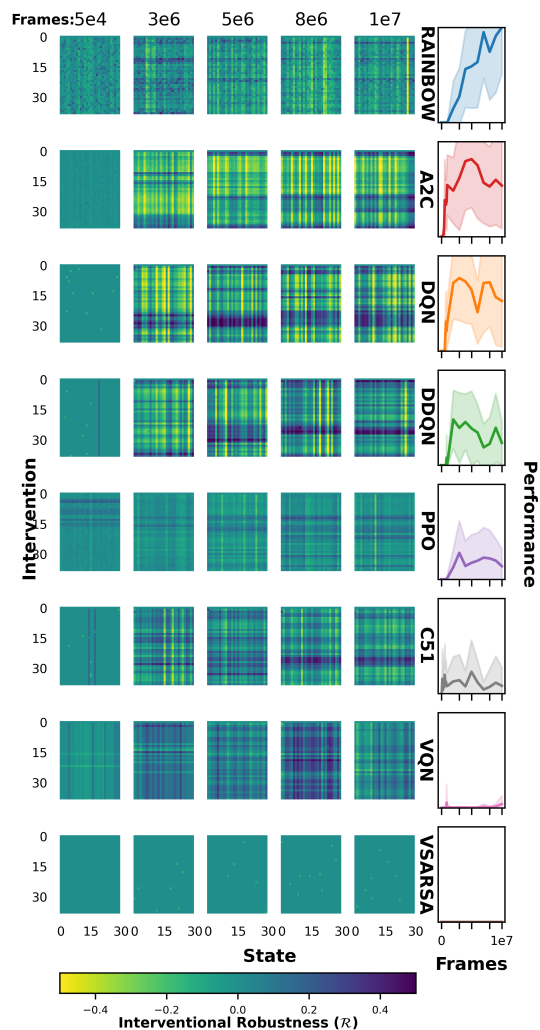 Frames: 5e4 3e6 5e6 8e6 1e7
0
15
30
RAINBOW
0
15
30
A2C
0
15
30
DQN
0
15
30
DDQN
0
15
30
PPO
0
15
30
C51
0
15
30
VQN
0
15
30
VSARSA
Intervention
Performance
0 15 30 0 15 30 0 15 30 0 15 30 0 15 30
0 1e7
State
Frames
−0.4 −0.2 0.0 0.2 0.4
Interventional Robustness (ℛ)